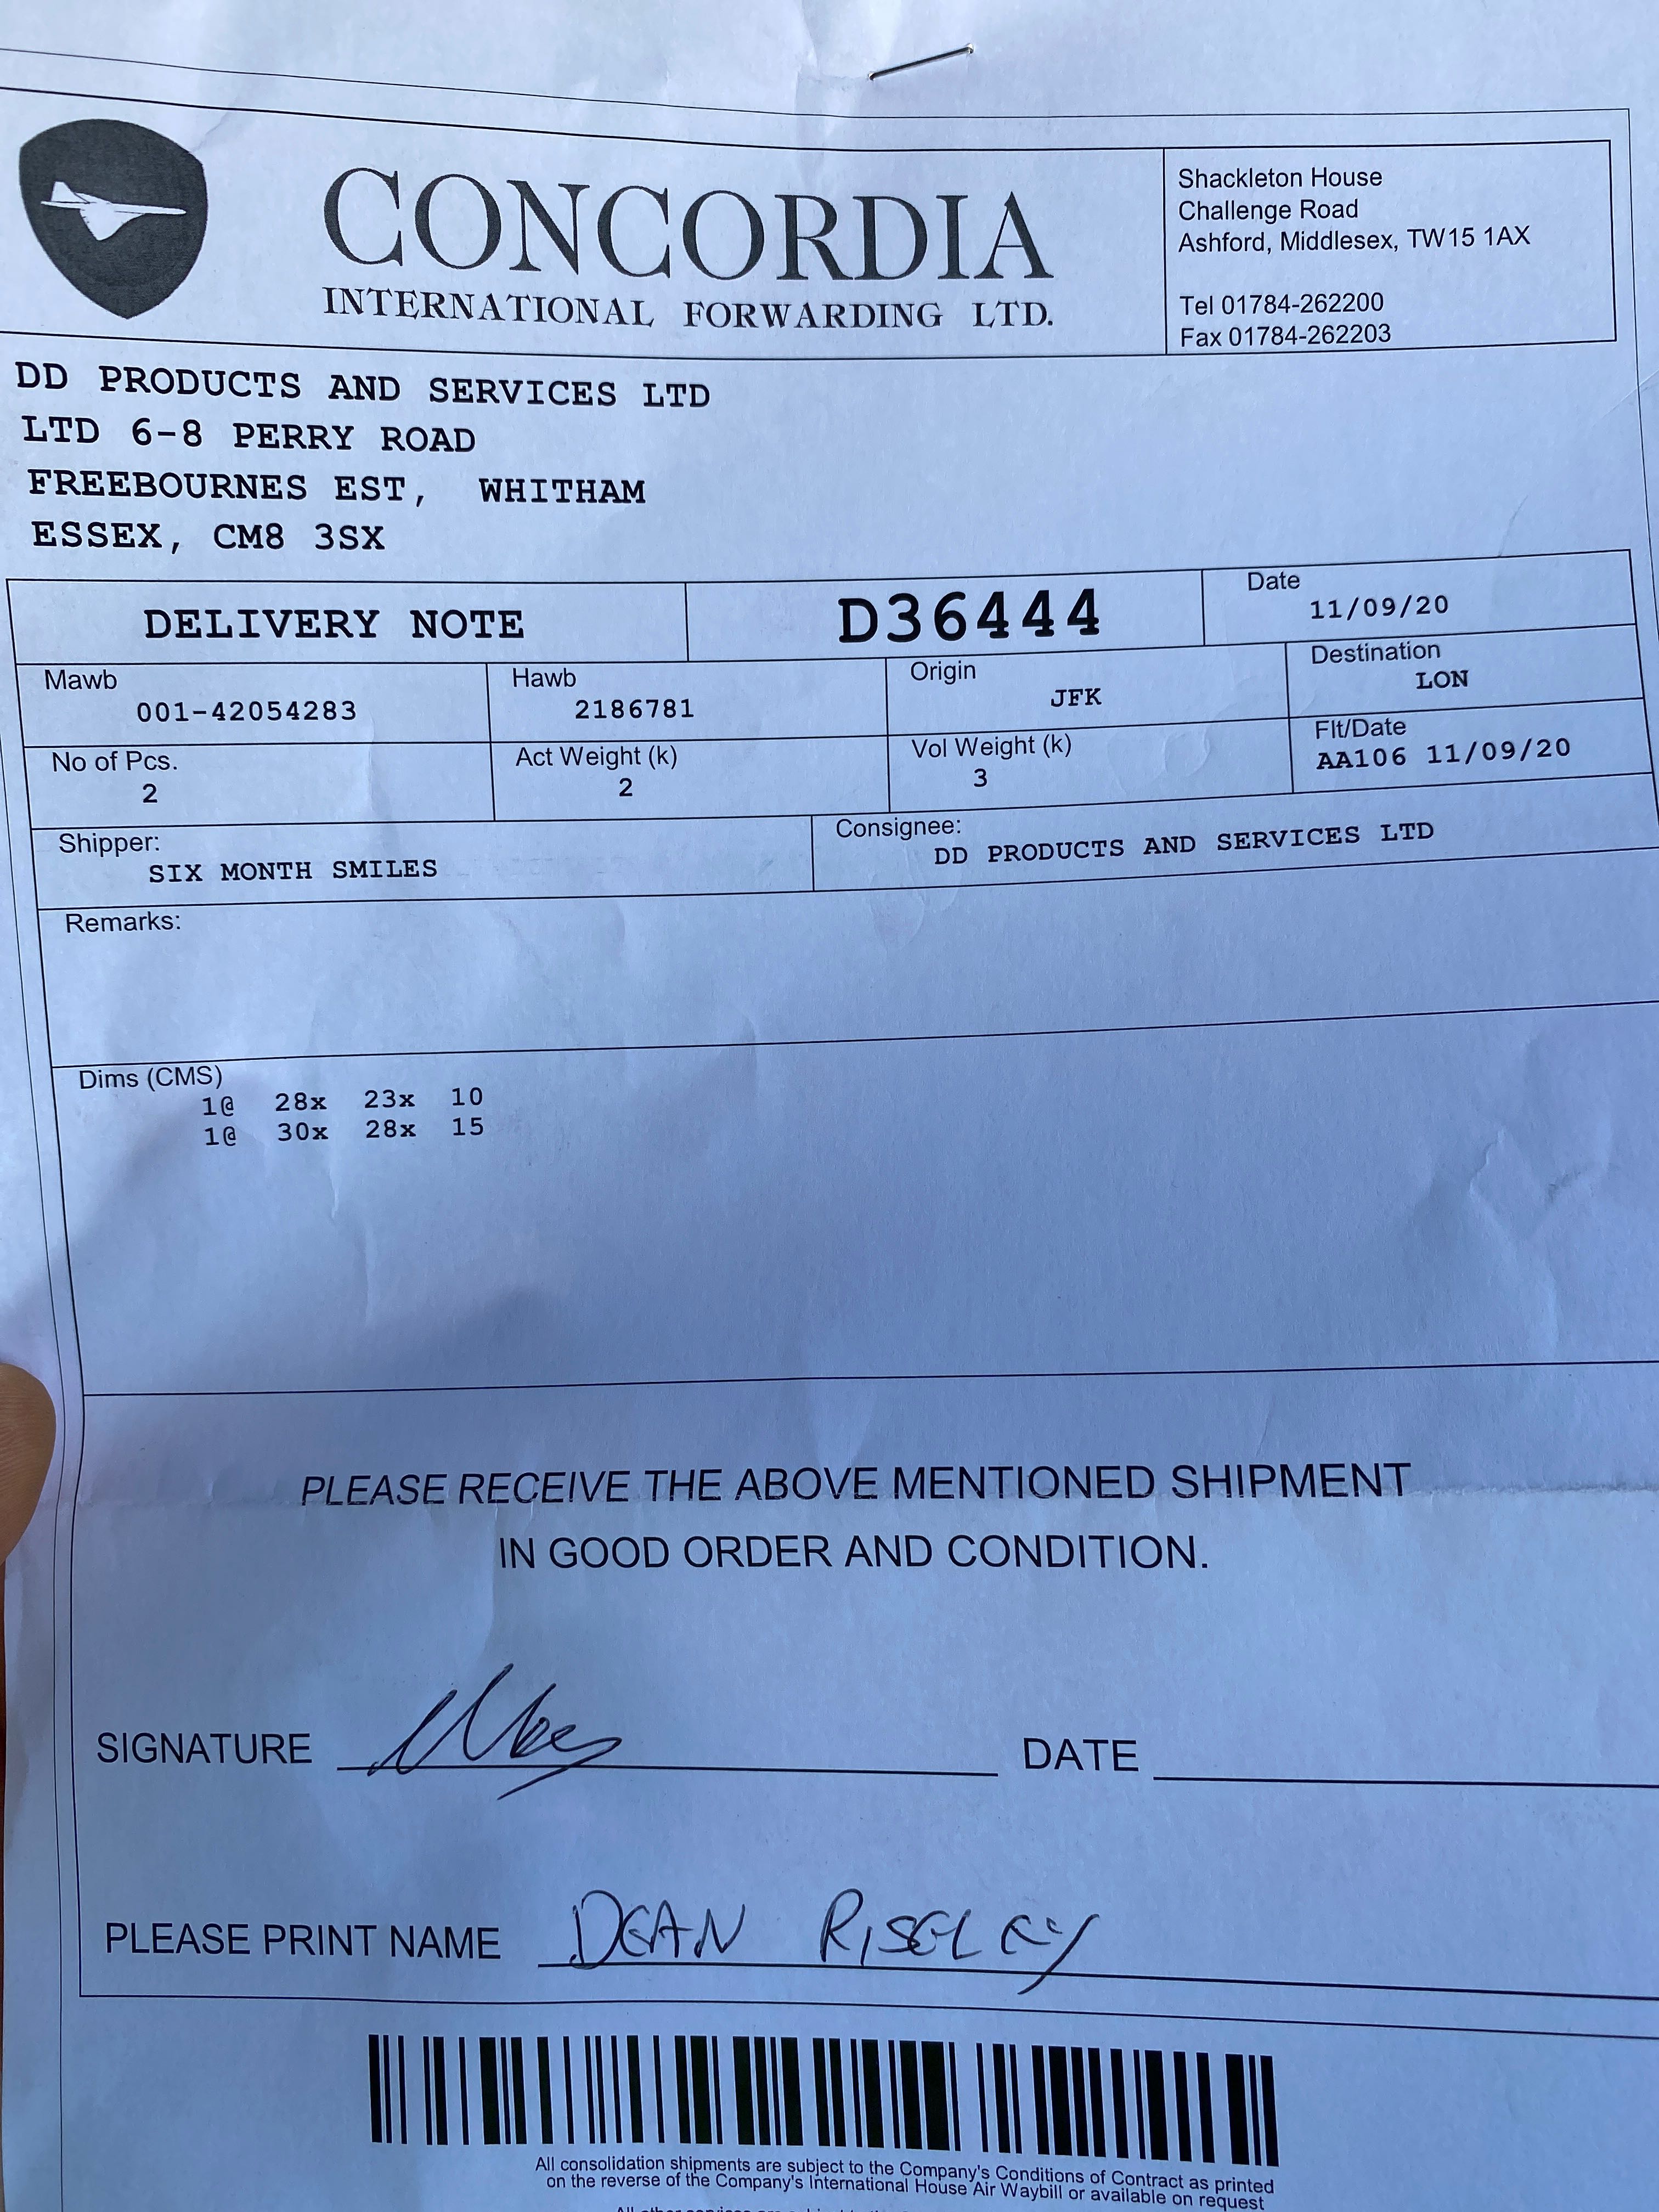 CONCORDIA
INTERNATIONAL FORWARDING LTD.
Shackleton House
Challenge Road
Ashford, Middlesex, TW15 1AX
Tel 01784-262200
Fax 01784-262203
DD PRODUCTS AND SERVICES LTD
LTD 6-8 PERRY ROAD
FREEBOURNES EST, WHITHAM
ESSEX, CM8 3SX
DELIVERY NOTE
D36444
Date
11/09/20
Mawb
001-42054283
Hawb
2186781
Origin
JFK
Destination
LON
No of Pcs.
2
Act Weight (k)
2
Vol Weight (k)
3
Flt/Date
AA106 11/09/20
Shipper:
SIX MONTH SMILES
Consignee:
DD PRODUCTS AND SERVICES LTD
Remarks:
Dims (CMS)
1@ 28x 23x 10
1@ 30x 28x 15
PLEASE RECEIVE THE ABOVE MENTIONED SHIPMENT
IN GOOD ORDER AND CONDITION.
SIGNATURE
DATE
PLEASE PRINT NAME DEAN RISELEY
All consolidation shipments are subject to the Company's Conditions of Contract as printed
on the reverse of the Company's International House Air Waybill or available on request